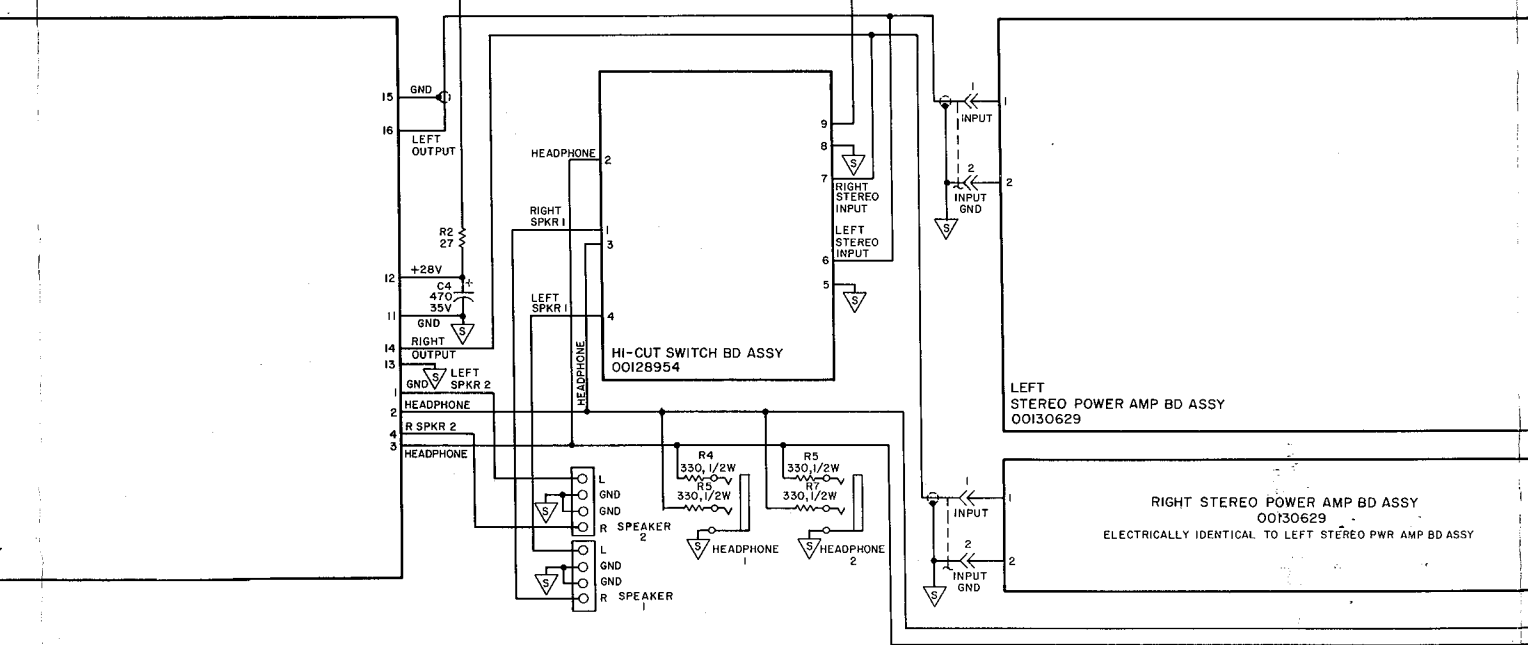 15
GND
16
LEFT
OUTPUT
R2
27
12
+28V
C4
+
470
35V
11
GND
S
14
RIGHT
OUTPUT
13
S
GND
LEFT
SPKR 2
1
2
HEADPHONE
4
R SPKR 2
3
HEADPHONE
HEADPHONE
2
RIGHT
SPKR 1
1
3
LEFT
SPKR 1
4
HEADPHONE
9
8
S
7
RIGHT
STEREO
INPUT
LEFT
STEREO
INPUT
6
5
S
HI-CUT SWITCH BD ASSY
00128954
L
GND
GND
R
SPEAKER
2
S
L
GND
GND
R
SPEAKER
1
S
R4
330, 1/2W
R5
330, 1/2W
S
HEADPHONE
1
R5
330, 1/2W
R7
330, 1/2W
S
HEADPHONE
2
1
INPUT
1
2
INPUT
GND
2
S
LEFT
STEREO POWER AMP BD ASSY
00130629
1
INPUT
1
2
INPUT
GND
2
S
RIGHT STEREO POWER AMP BD ASSY
00130629
ELECTRICALLY IDENTICAL TO LEFT STEREO PWR AMP BD ASSY